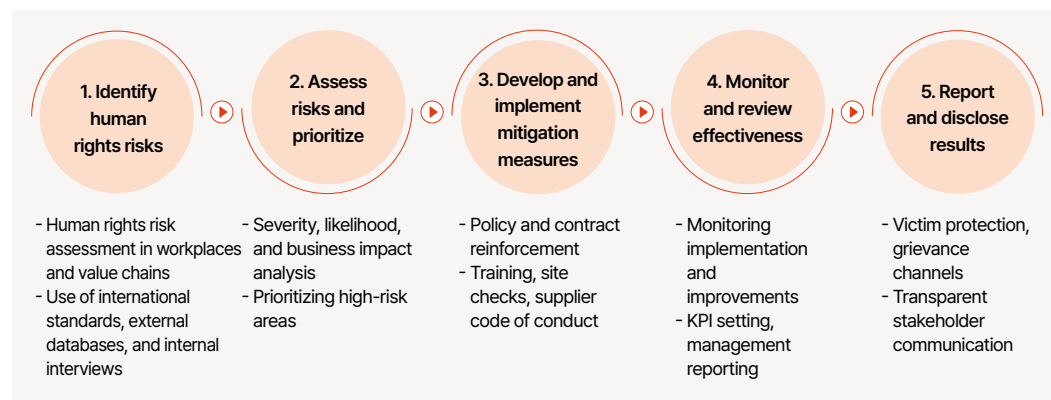 1. Identify
human
rights risks
2. Assess
risks and
prioritize
3. Develop and
implement
mitigation
measures
4. Monitor
and review
effectiveness
5. Report
and disclose
results
- Human rights risk
assessment in workplaces
and value chains
- Use of international
standards, external
databases, and internal
interviews
- Severity, likelihood,
and business impact
analysis
- Prioritizing high-risk
areas
- Policy and contract
reinforcement
- Training, site
checks, supplier
code of conduct
- Monitoring
implementation
and
improvements
- KPI setting,
management
reporting
- Victim protection,
grievance
channels
- Transparent
stakeholder
communication